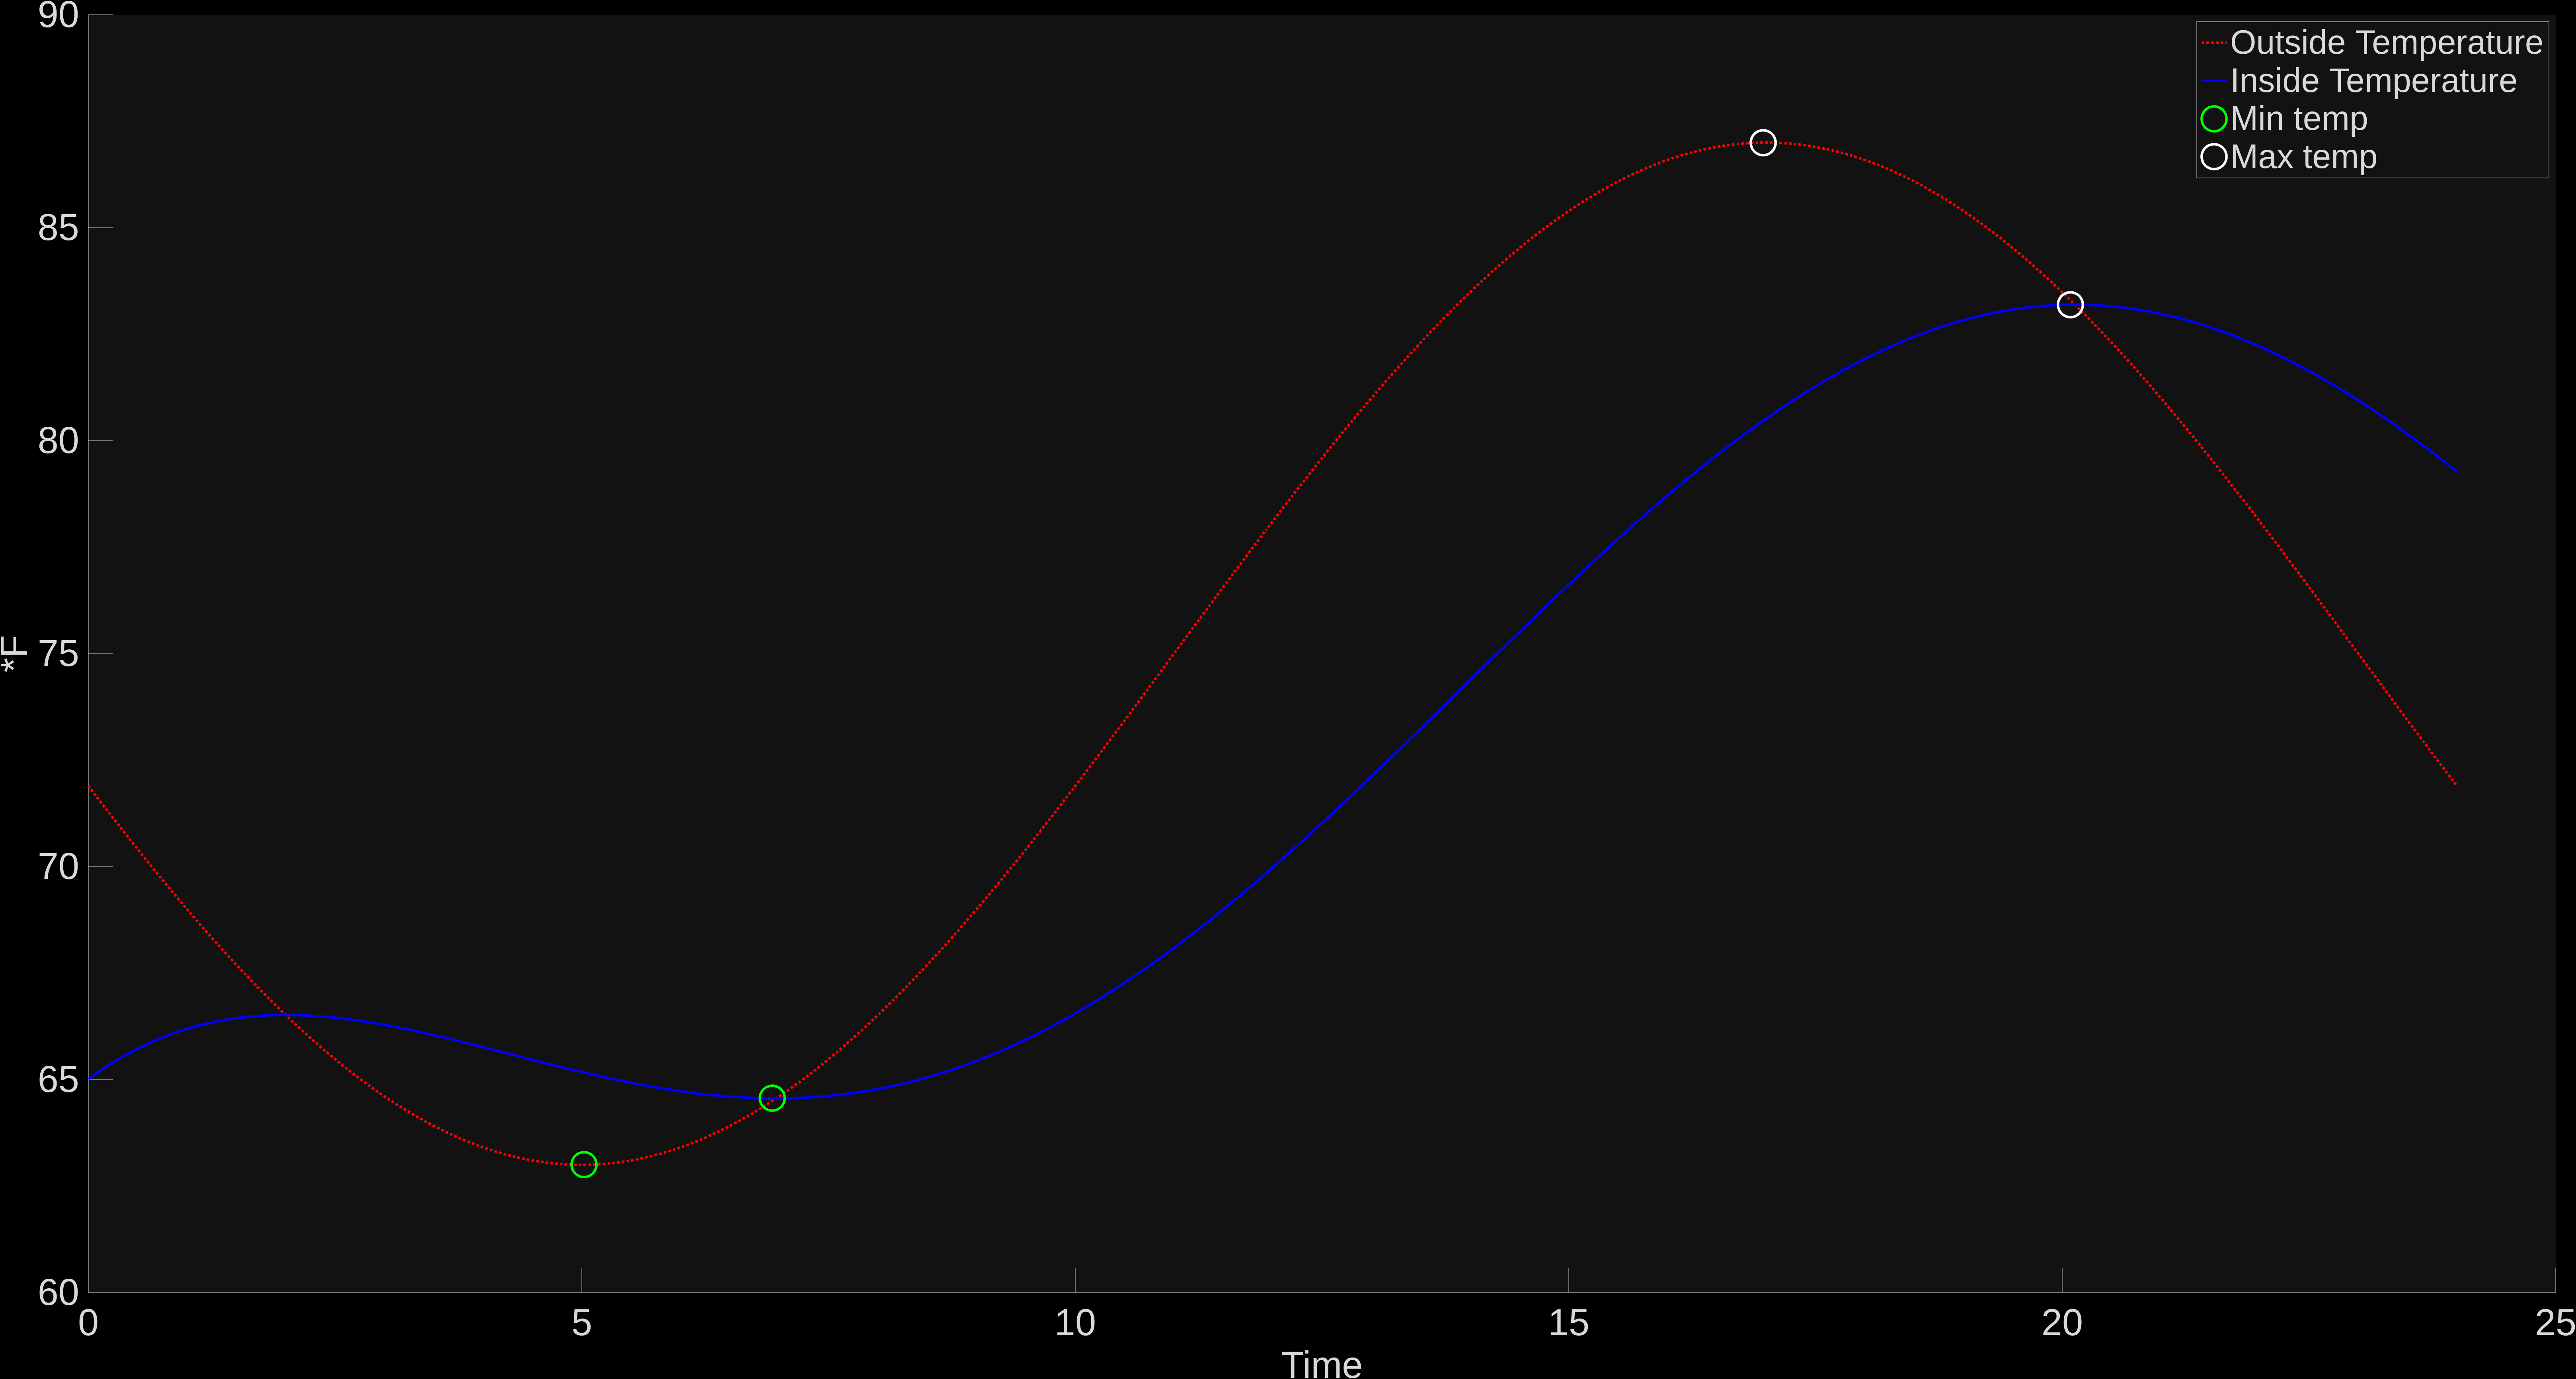 90
85
80
75
70
65
60
*F
0 5 10 15 20 25
Time
Outside Temperature
Inside Temperature
Min temp
Max temp